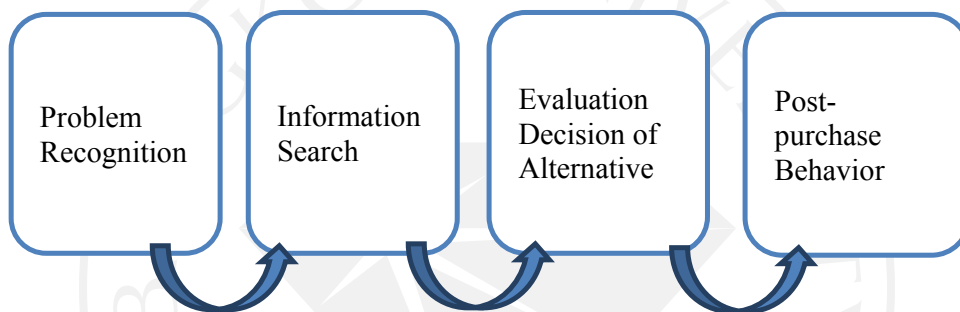 Problem
Recognition
Information
Search
Evaluation
Decision of
Alternative
Post-
purchase
Behavior